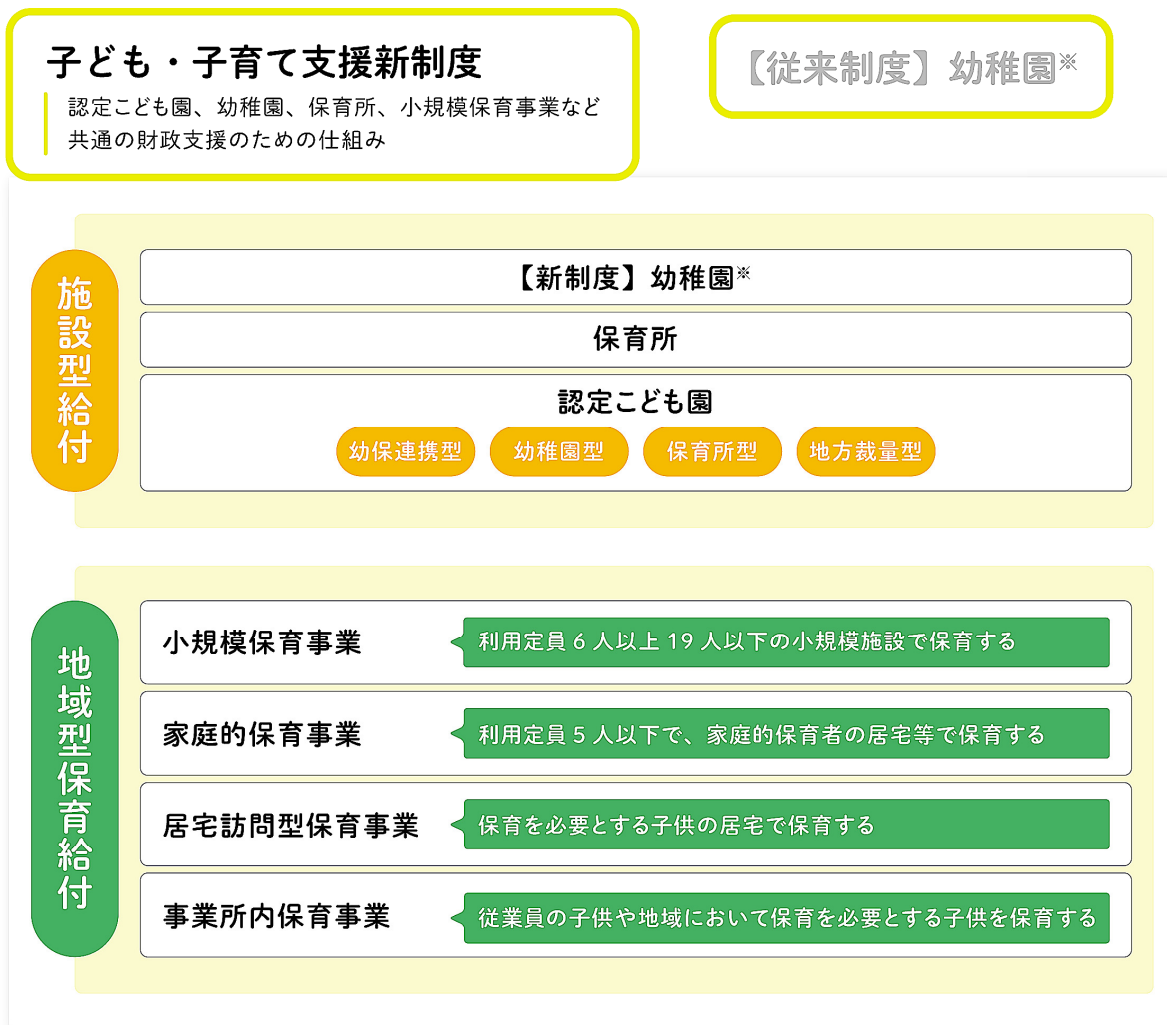 子ども・子育て支援新制度
認定こども園、幼稚園、保育所、小規模保育事業など
共通の財政支援のための仕組み
【従来制度】幼稚園※
施設型給付
【新制度】幼稚園※
保育所
認定こども園
幼保連携型
幼稚園型
保育所型
地方裁量型
地域型保育給付
小規模保育事業
利用定員6人以上19人以下の小規模施設で保育する
家庭的保育事業
利用定員5人以下で、家庭的保育者の居宅等で保育する
居宅訪問型保育事業
保育を必要とする子供の居宅で保育する
事業所内保育事業
従業員の子供や地域において保育を必要とする子供を保育する